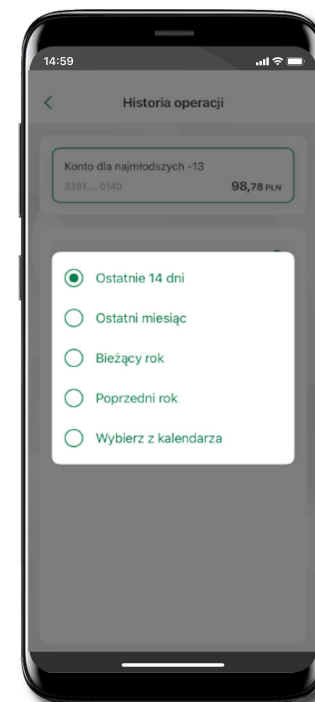 14:59
Historia operacji
Konto dla najmłodszych -13
3381 ... 0140
98,78 PLN
Ostatnie 14 dni
Ostatni miesiąc
Bieżący rok
Poprzedni rok
Wybierz z kalendarza